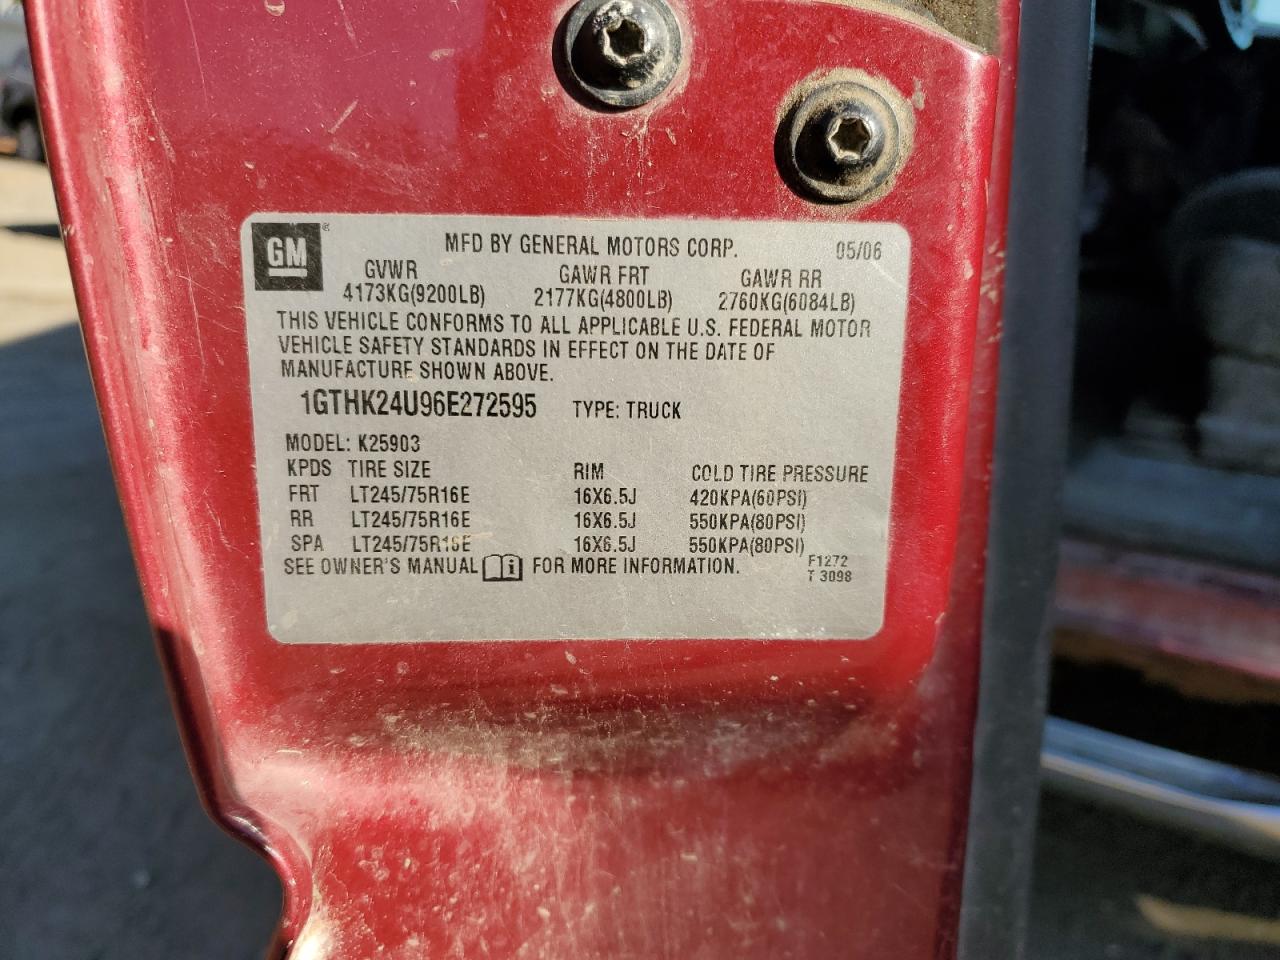 GM ® MFD BY GENERAL MOTORS CORP. 05/06
GVWR GAWR FRT GAWR RR
4173KG(9200LB) 2177KG(4800LB) 2760KG(6084LB)
THIS VEHICLE CONFORMS TO ALL APPLICABLE U.S. FEDERAL MOTOR
VEHICLE SAFETY STANDARDS IN EFFECT ON THE DATE OF
MANUFACTURE SHOWN ABOVE.
1GTHK24U96E272595 TYPE: TRUCK
MODEL: K25903
KPDS TIRE SIZE RIM COLD TIRE PRESSURE
FRT LT245/75R16E 16X6.5J 420KPA(60PSI)
RR LT245/75R16E 16X6.5J 550KPA(80PSI)
SPA LT245/75R16E 16X6.5J 550KPA(80PSI)
SEE OWNER'S MANUAL i FOR MORE INFORMATION. F1272
T 3098